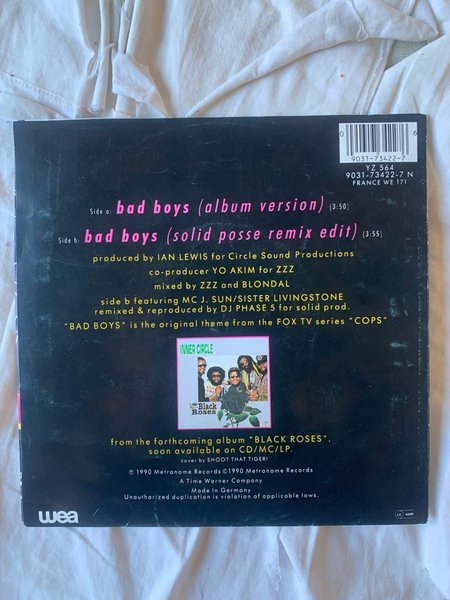 0 6
9031-73422-7
YZ 564
9031-73422-7 N
FRANCE WE 171
Side a: bad boys (album version) (3:50)
Side b: bad boys (solid posse remix edit) (3:55)
produced by IAN LEWIS for Circle Sound Productions
co-producer YO AKIM for ZZZ
mixed by ZZZ and BLONDAL
side b featuring MC J. SUN/SISTER LIVINGSTONE
remixed & reproduced by DJ PHASE 5 for solid prod.
"BAD BOYS" is the original theme from the FOX TV series "COPS"
INNER CIRCLE
Black
Roses
from the forthcoming album "BLACK ROSES".
soon available on CD/MC/LP.
cover by SHOOT THAT TIGER!
℗ 1990 Metronome Records © 1990 Metronome Records
A Time Warner Company
Made in Germany
Unauthorized duplication is violation of applicable laws.
wea
LC 4281